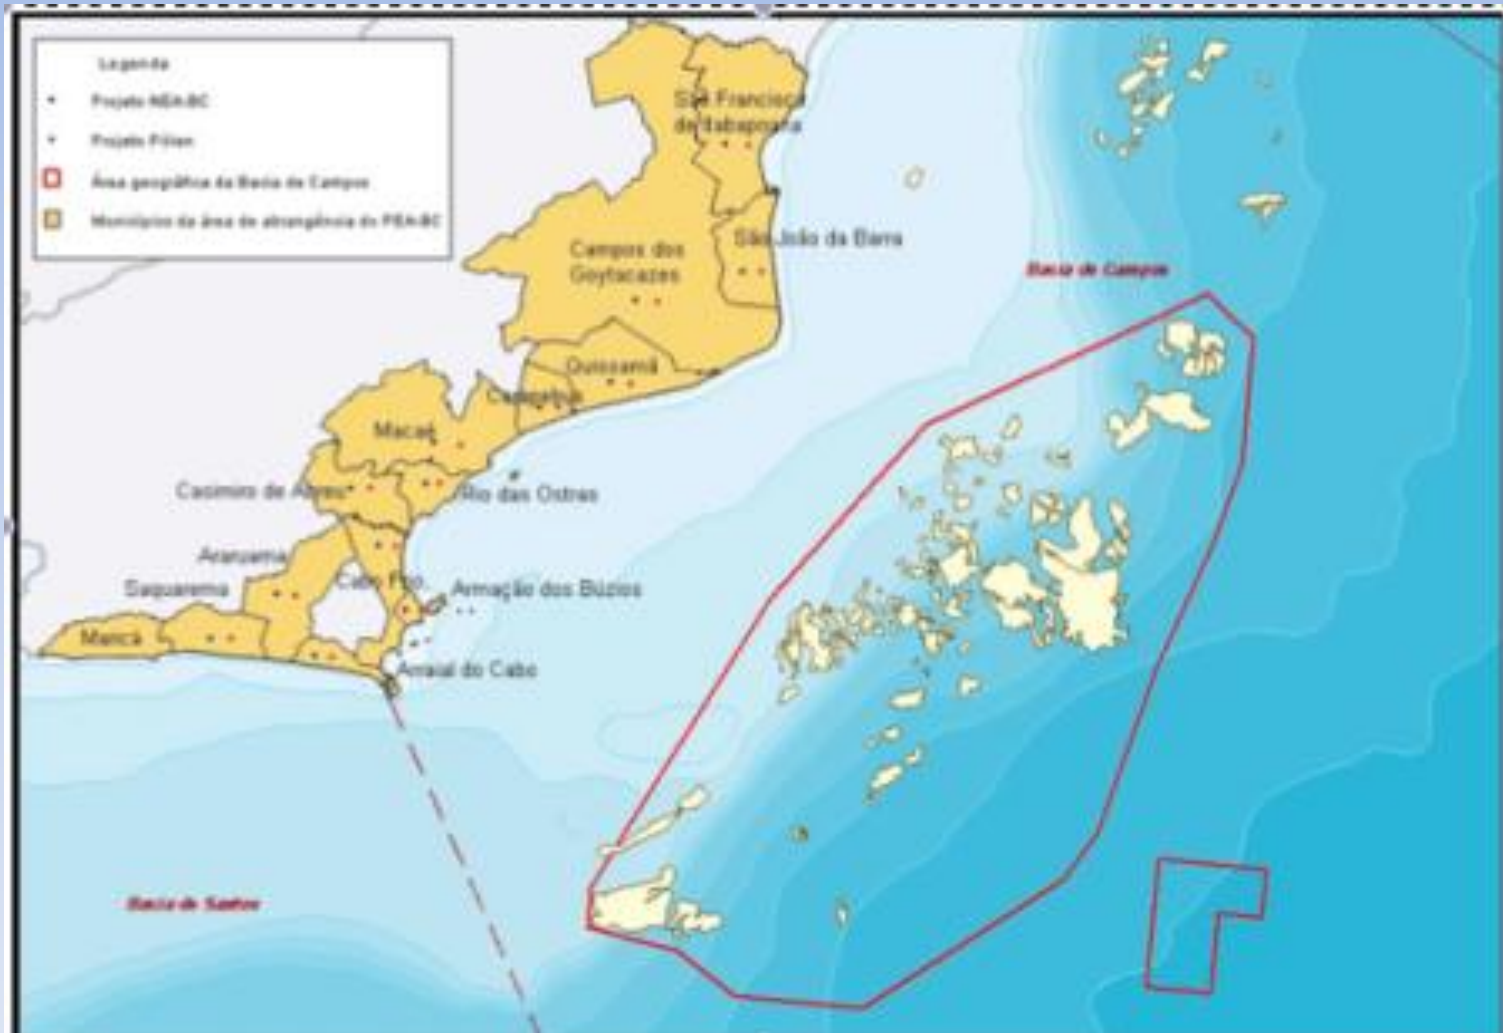 Legenda
Projeto NEA-BC
Projeto Pólen
Área geográfica da Bacia de Campos
Municípios da área de abrangência do PEA-BC
São Francisco
de Itabapoana
São João da Barra
Campos dos
Goytacazes
Bacia de Campos
Quissamã
Carapebus
Macaé
Casimiro de Abreu
Rio das Ostras
Araruama
Cabo Frio
Armação dos Búzios
Saquarema
Maricá
Arraial do Cabo
Bacia de Santos